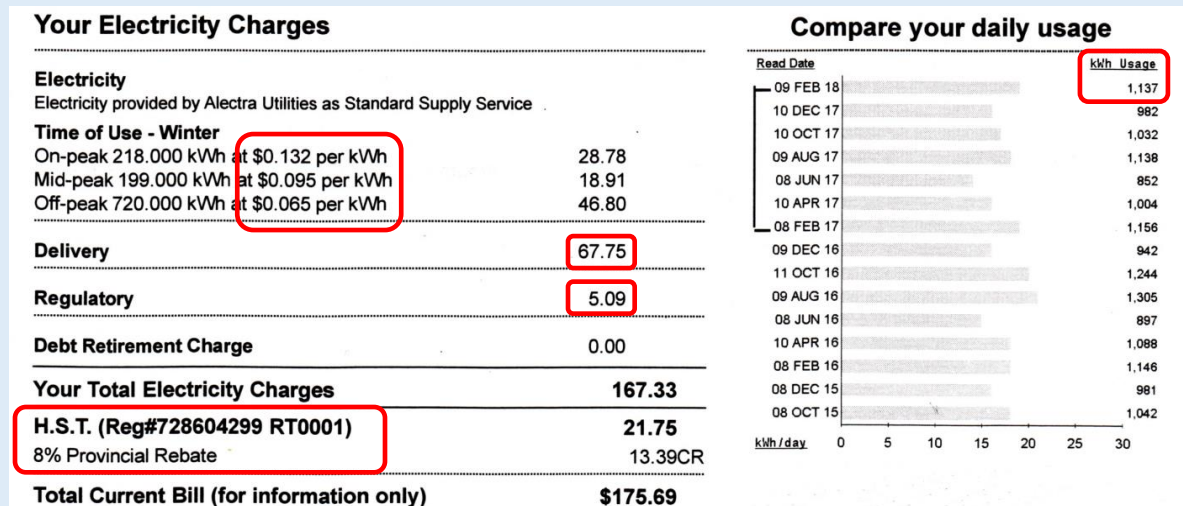 Your Electricity Charges
Electricity
Electricity provided by Alectra Utilities as Standard Supply Service
Time of Use - Winter
On-peak 218.000 kWh at $0.132 per kWh 28.78
Mid-peak 199.000 kWh at $0.095 per kWh 18.91
Off-peak 720.000 kWh at $0.065 per kWh 46.80
Delivery 67.75
Regulatory 5.09
Debt Retirement Charge 0.00
Your Total Electricity Charges 167.33
H.S.T. (Reg#728604299 RT0001) 21.75
8% Provincial Rebate 13.39CR
Total Current Bill (for information only) $175.69
Compare your daily usage
Read Date kWh Usage
09 FEB 18 1,137
10 DEC 17 982
10 OCT 17 1,032
09 AUG 17 1,138
08 JUN 17 852
10 APR 17 1,004
08 FEB 17 1,156
09 DEC 16 942
11 OCT 16 1,244
09 AUG 16 1,305
08 JUN 16 897
10 APR 16 1,088
08 FEB 16 1,146
08 DEC 15 981
08 OCT 15 1,042
kWh/day 0 5 10 15 20 25 30